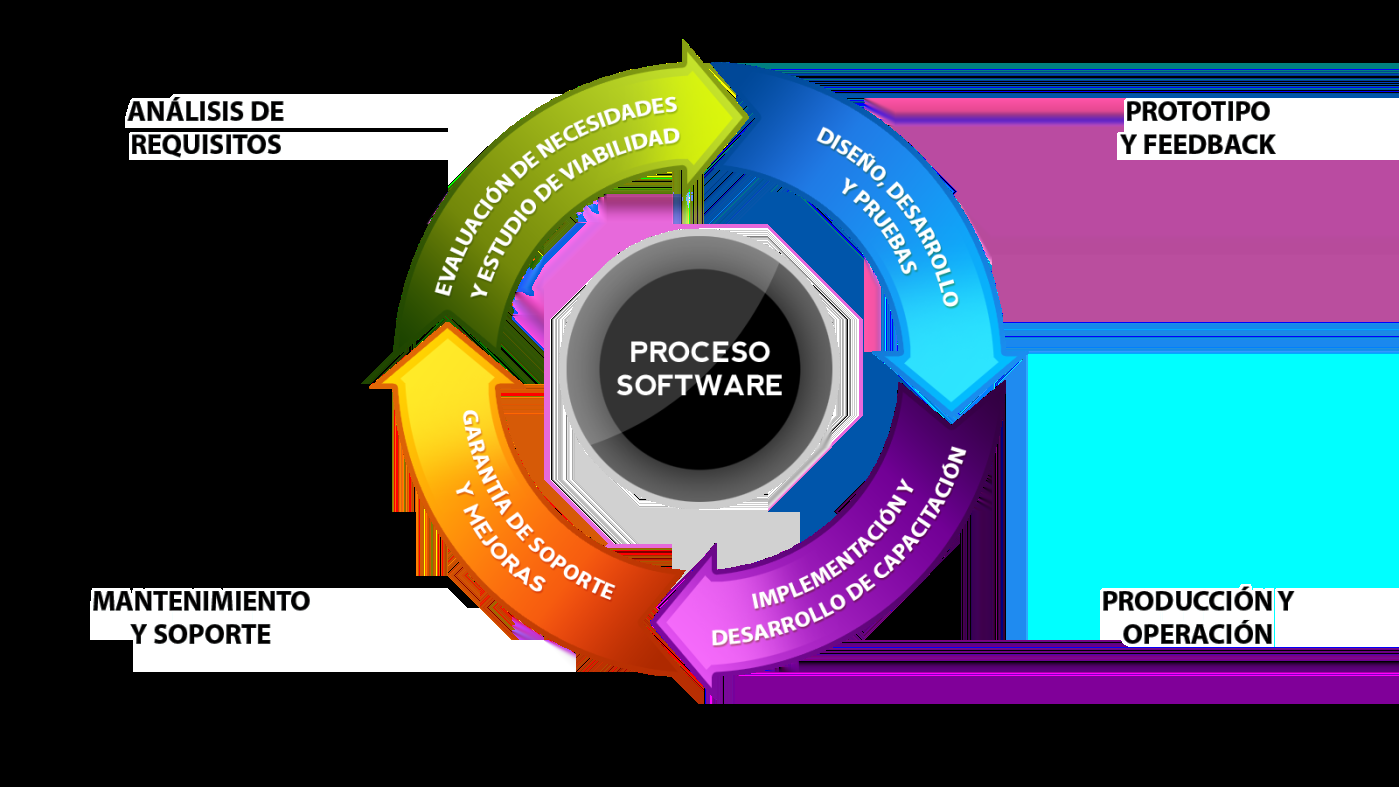 ANÁLISIS DE
REQUISITOS
EVALUACIÓN DE NECESIDADES
Y ESTUDIO DE VIABILIDAD
DISEÑO, DESARROLLO
Y PRUEBAS
PROTOTIPO
Y FEEDBACK
PROCESO
SOFTWARE
GARANTÍA DE SOPORTE
Y MEJORAS
IMPLEMENTACIÓN Y
DESARROLLO DE CAPACITACIÓN
MANTENIMIENTO
Y SOPORTE
PRODUCCIÓN Y
OPERACIÓN